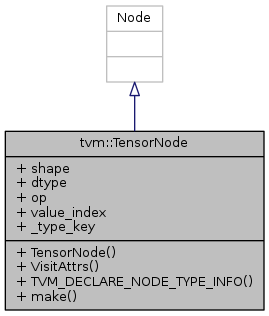 Node
tvm::TensorNode
+ shape
+ dtype
+ op
+ value_index
+ _type_key
+ TensorNode()
+ VisitAttrs()
+ TVM_DECLARE_NODE_TYPE_INFO()
+ make()